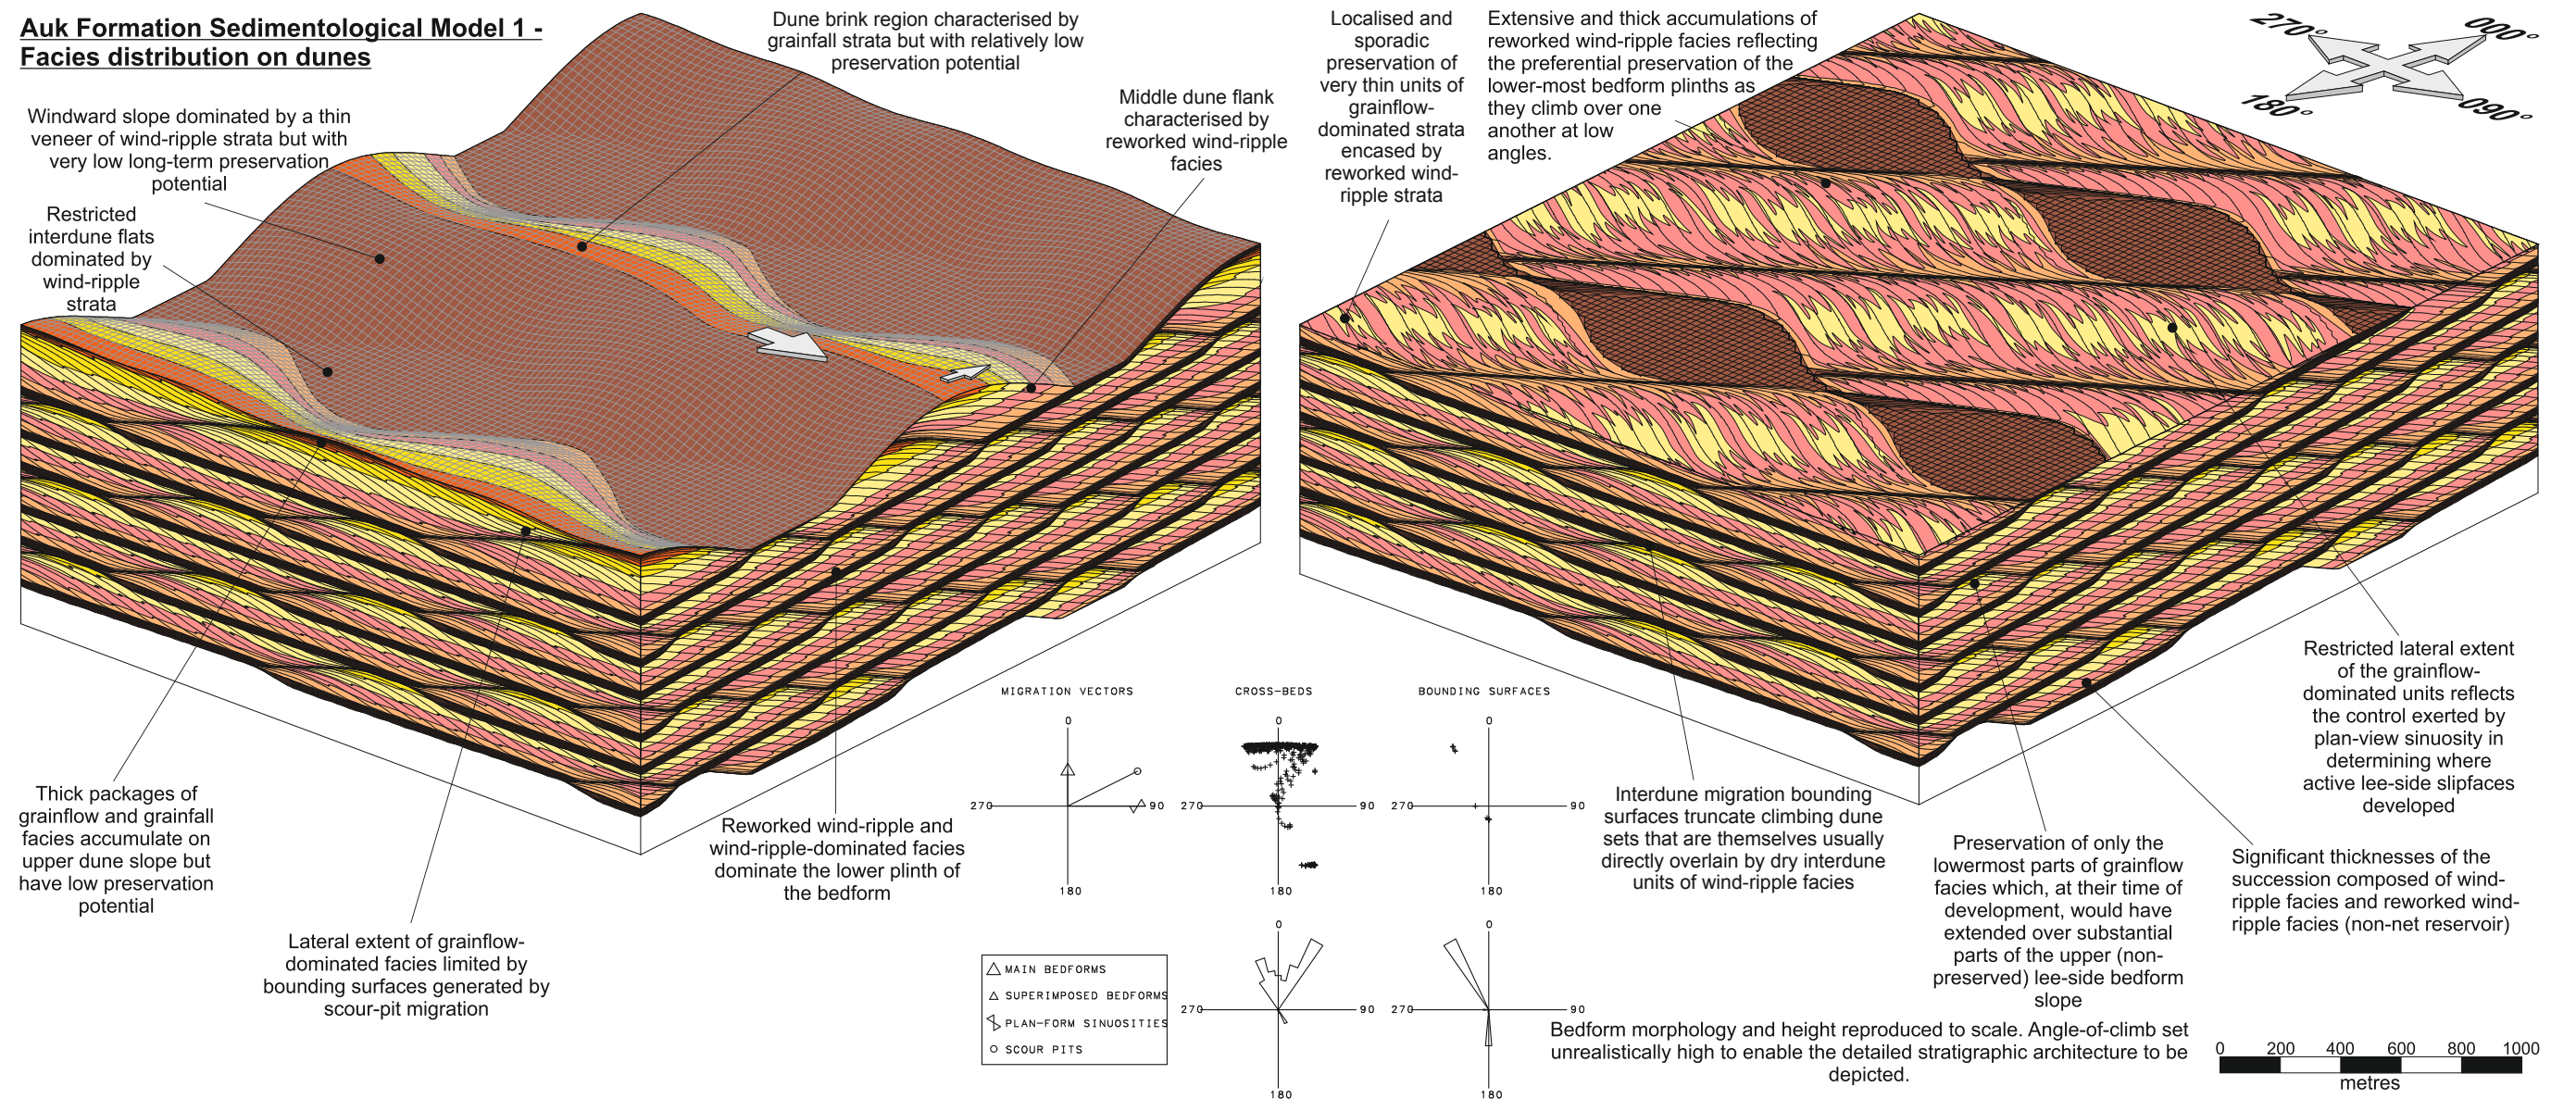 Auk Formation Sedimentological Model 1 -
Facies distribution on dunes
Windward slope dominated by a thin
veneer of wind-ripple strata but with
very low long-term preservation
potential
Restricted
interdune flats
dominated by
wind-ripple
strata
Dune brink region characterised by
grainfall strata but with relatively low
preservation potential
Middle dune flank
characterised by
reworked wind-ripple
facies
Localised and
sporadic
preservation of
very thin units of
grainflow-
dominated strata
encased by
reworked wind-
ripple strata
Extensive and thick accumulations of
reworked wind-ripple facies reflecting
the preferential preservation of the
lower-most bedform plinths as
they climb over one
another at low
angles.
270°
000°
180°
090°
Thick packages of
grainflow and grainfall
facies accumulate on
upper dune slope but
have low preservation
potential
Lateral extent of grainflow-
dominated facies limited by
bounding surfaces generated by
scour-pit migration
Reworked wind-ripple and
wind-ripple-dominated facies
dominate the lower plinth of
the bedform
MIGRATION VECTORS
0
270
90
180
CROSS-BEDS
0
270
90
180
BOUNDING SURFACES
0
270
90
180
0
270
90
180
0
270
90
180
MAIN BEDFORMS
SUPERIMPOSED BEDFORMS
PLAN-FORM SINUOSITIES
SCOUR PITS
Interdune migration bounding
surfaces truncate climbing dune
sets that are themselves usually
directly overlain by dry interdune
units of wind-ripple facies
Preservation of only the
lowermost parts of grainflow
facies which, at their time of
development, would have
extended over substantial
parts of the upper (non-
preserved) lee-side bedform
slope
Restricted lateral extent
of the grainflow-
dominated units reflects
the control exerted by
plan-view sinuosity in
determining where
active lee-side slipfaces
developed
Significant thicknesses of the
succession composed of wind-
ripple facies and reworked wind-
ripple facies (non-net reservoir)
Bedform morphology and height reproduced to scale. Angle-of-climb set
unrealistically high to enable the detailed stratigraphic architecture to be
depicted.
0 200 400 600 800 1000
metres